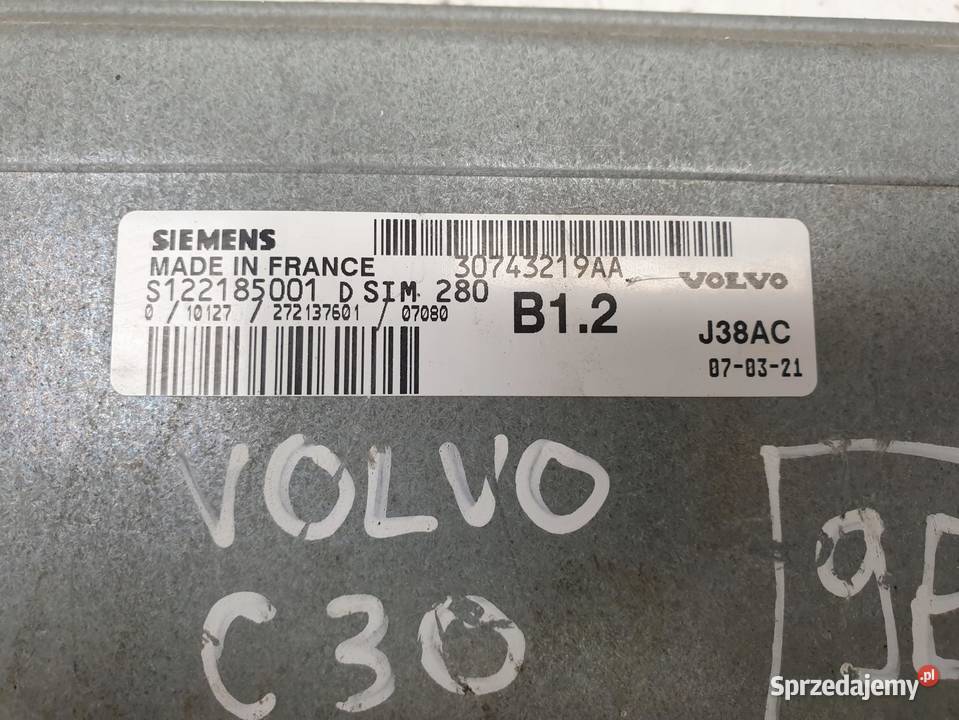 SIEMENS
MADE IN FRANCE 30743219AA VOLVO
S122185001 D SIM 280 B1.2
0 / 10127 / 272137601 / 07080
J38AC
07-03-21
VOLVO
C30
Sprzedajemy.pl